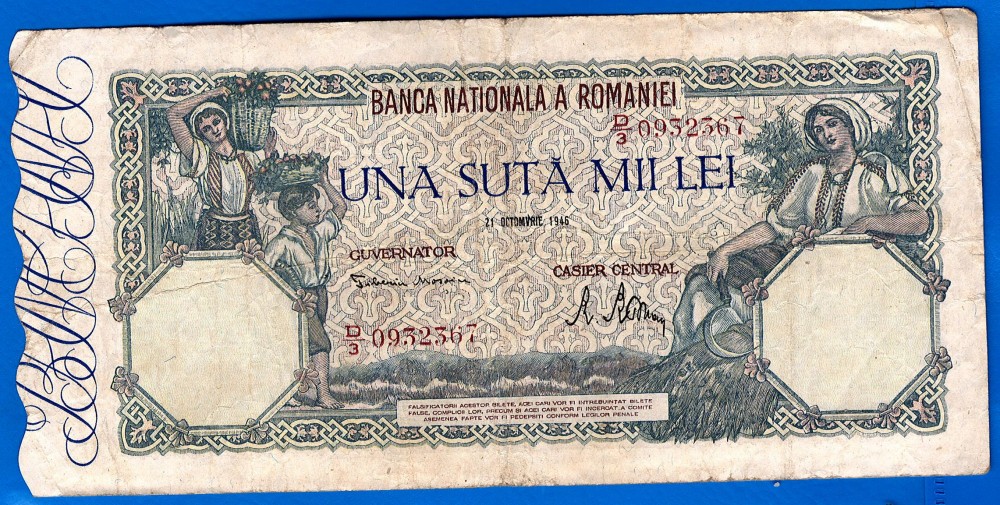 BANCA NATIONALA A ROMANIEI
D/3 0932367
UNA SUTĂ MII LEI
21 OCTOMVRIE 1946
GUVERNATOR
CASIER CENTRAL
D/3 0932367
FALSIFICATORII ACESTOR BILETE, ACEI CARI VOR FI INTREBUINTAT BILETE
FALSE, COMPLICII LOR, PRECUM SI ACEI CARI VOR FI INCERCAT A COMITE
ASEMENEA FAPTE VOR FI PEDEPSITI CONFORM LEGILOR PENALE